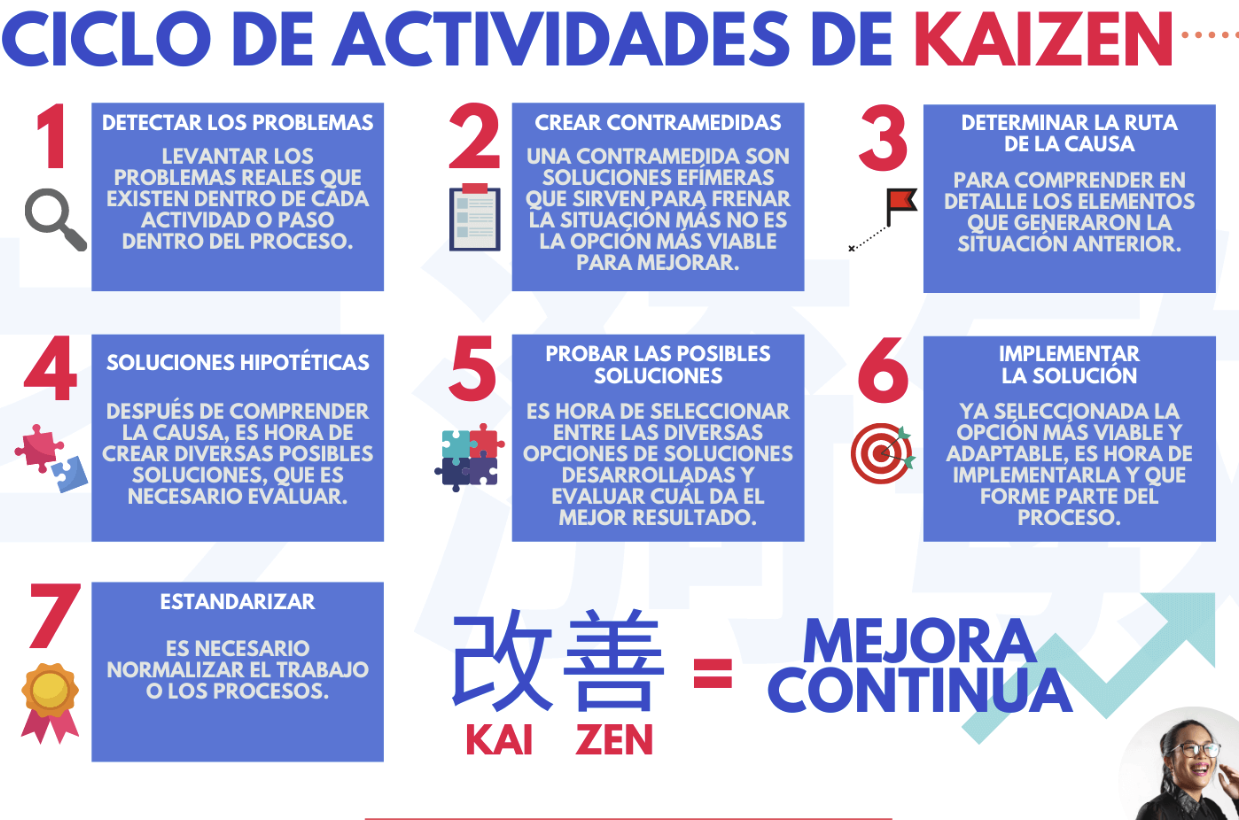 CICLO DE ACTIVIDADES DE KAIZEN
1
DETECTAR LOS PROBLEMAS
LEVANTAR LOS
PROBLEMAS REALES QUE
EXISTEN DENTRO DE CADA
ACTIVIDAD O PASO
DENTRO DEL PROCESO.
2
CREAR CONTRAMEDIDAS
UNA CONTRAMEDIDA SON
SOLUCIONES EFÍMERAS
QUE SIRVEN PARA FRENAR
LA SITUACIÓN MÁS NO ES
LA OPCIÓN MÁS VIABLE
PARA MEJORAR.
3
DETERMINAR LA RUTA
DE LA CAUSA
PARA COMPRENDER EN
DETALLE LOS ELEMENTOS
QUE GENERARON LA
SITUACIÓN ANTERIOR.
4
SOLUCIONES HIPOTÉTICAS
DESPUÉS DE COMPRENDER
LA CAUSA, ES HORA DE
CREAR DIVERSAS POSIBLES
SOLUCIONES, QUE ES
NECESARIO EVALUAR.
5
PROBAR LAS POSIBLES
SOLUCIONES
ES HORA DE SELECCIONAR
ENTRE LAS DIVERSAS
OPCIONES DE SOLUCIONES
DESARROLLADAS Y
EVALUAR CUÁL DA EL
MEJOR RESULTADO.
6
IMPLEMENTAR
LA SOLUCIÓN
YA SELECCIONADA LA
OPCIÓN MÁS VIABLE Y
ADAPTABLE, ES HORA DE
IMPLEMENTARLA Y QUE
FORME PARTE DEL
PROCESO.
7
ESTANDARIZAR
ES NECESARIO
NORMALIZAR EL TRABAJO
O LOS PROCESOS.
改善
KAI ZEN
=
MEJORA
CONTINUA